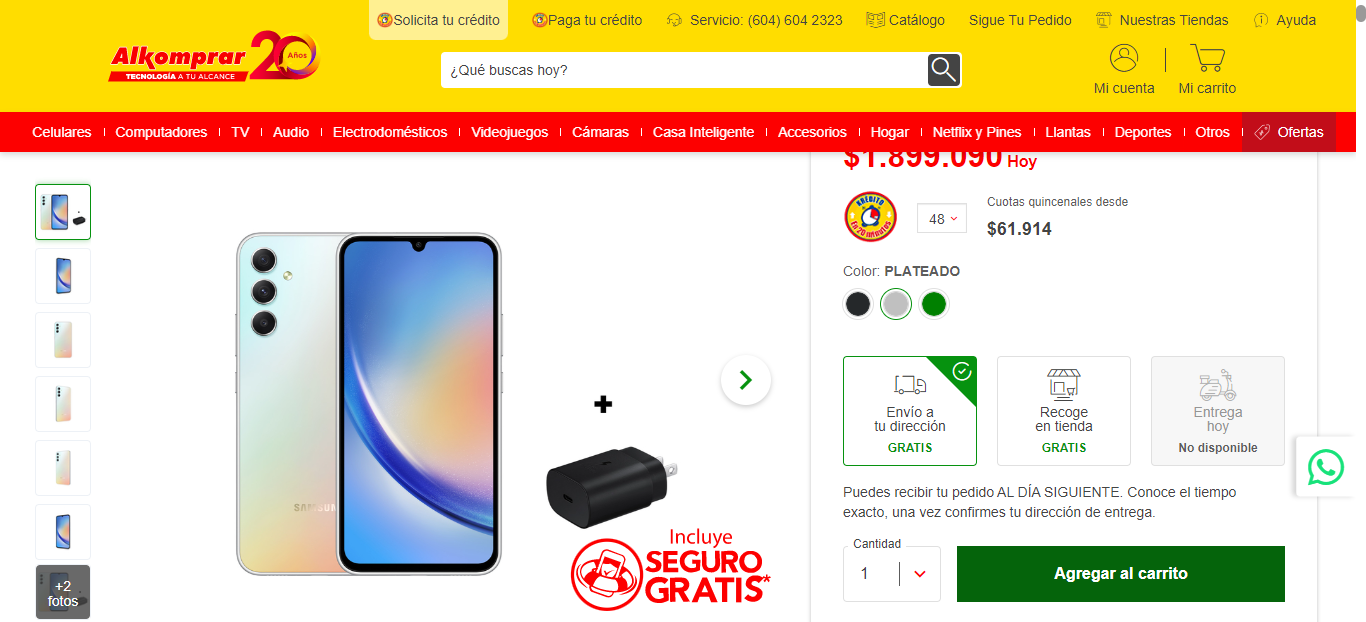 Solicita tu crédito
Paga tu crédito
Servicio: (604) 604 2323
Catálogo
Sigue Tu Pedido
Nuestras Tiendas
Ayuda
Alkomprar 20 Años
TECNOLOGÍA A TU ALCANCE
¿Qué buscas hoy?
Mi cuenta
Mi carrito
Celulares
Computadores
TV
Audio
Electrodomésticos
Videojuegos
Cámaras
Casa Inteligente
Accesorios
Hogar
Netflix y Pines
Llantas
Deportes
Otros
Ofertas
$1.899.090 Hoy
KRÉDITO
En 20 minutos
48
Cuotas quincenales desde
$61.914
Color: PLATEADO
Envío a
tu dirección
GRATIS
Recoge
en tienda
GRATIS
Entrega
hoy
No disponible
Puedes recibir tu pedido AL DÍA SIGUIENTE. Conoce el tiempo
exacto, una vez confirmes tu dirección de entrega.
Cantidad
1
Agregar al carrito
+2
fotos
Incluye
SEGURO
GRATIS*